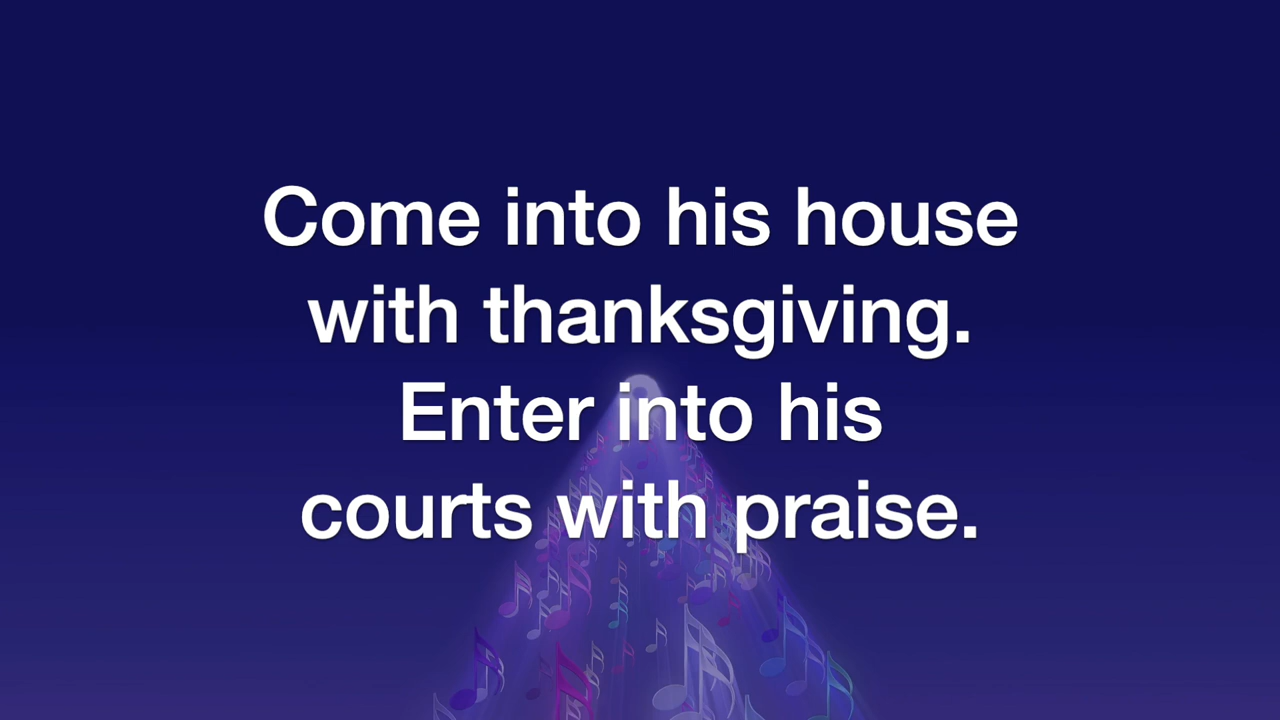 Come into his house
with thanksgiving.
Enter into his
courts with praise.